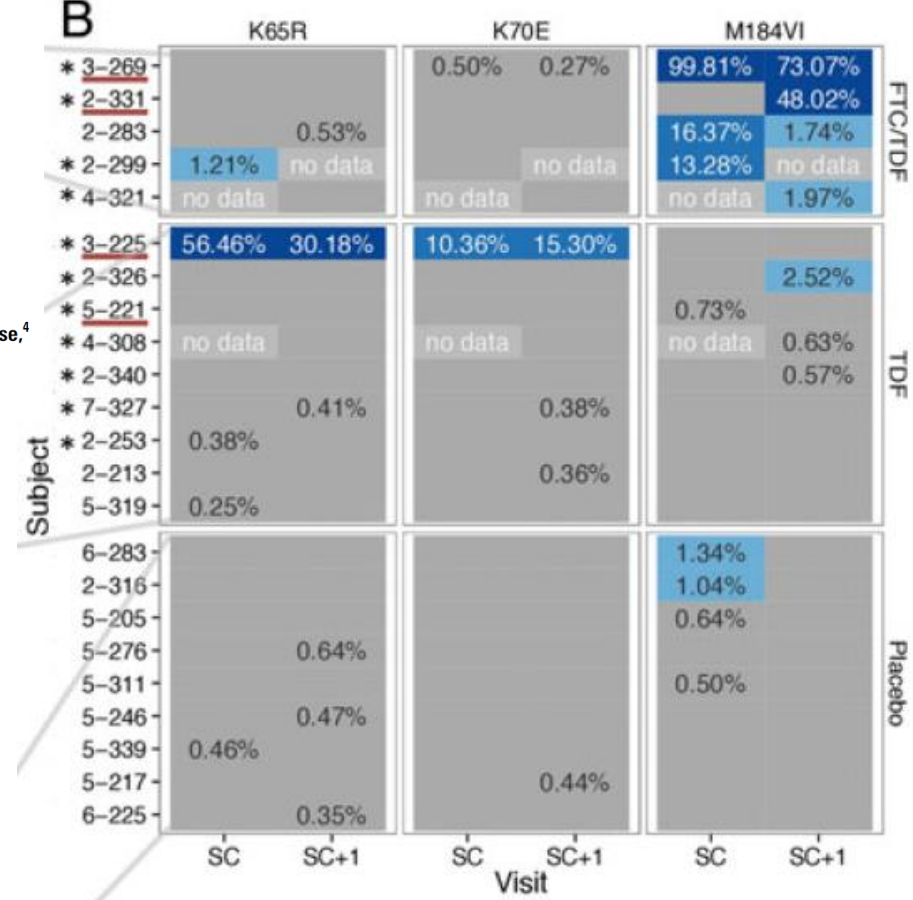 B
K65R K70E M184VI
* 3–269 0.50% 0.27% 99.81% 73.07%
* 2–331 48.02%
2–283 0.53% 16.37% 1.74%
* 2–299 1.21% no data no data 13.28% no data
* 4–321 no data no data no data 1.97%
FTC/TDF
* 3–225 56.46% 30.18% 10.36% 15.30%
* 2–326 2.52%
* 5–221 0.73%
se,4
* 4–308 no data no data no data 0.63%
* 2–340 0.57%
* 7–327 0.41% 0.38%
* 2–253 0.38%
2–213 0.36%
5–319 0.25%
TDF
Subject
6–283 1.34%
2–316 1.04%
5–205 0.64%
5–276 0.64%
5–311 0.50%
5–246 0.47%
5–339 0.46%
5–217 0.44%
6–225 0.35%
Placebo
SC SC+1 SC SC+1 SC SC+1
Visit